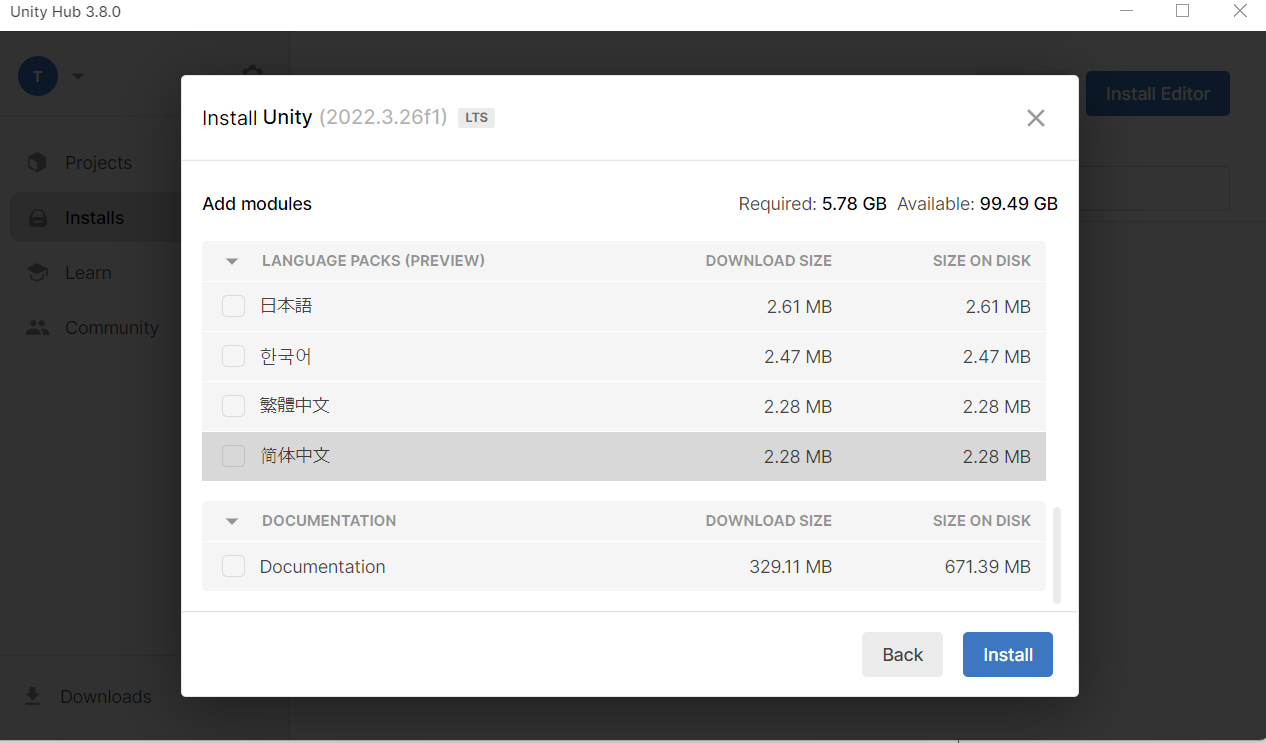 Unity Hub 3.8.0
T
Install Editor
Install Unity (2022.3.26f1) LTS
Projects
Installs
Learn
Community
Downloads
Add modules Required: 5.78 GB Available: 99.49 GB
LANGUAGE PACKS (PREVIEW) DOWNLOAD SIZE SIZE ON DISK
日本語 2.61 MB 2.61 MB
한국어 2.47 MB 2.47 MB
繁體中文 2.28 MB 2.28 MB
简体中文 2.28 MB 2.28 MB
DOCUMENTATION DOWNLOAD SIZE SIZE ON DISK
Documentation 329.11 MB 671.39 MB
Back Install